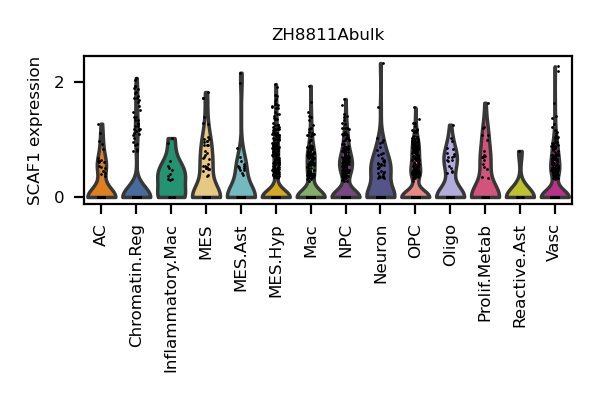 ZH8811Abulk
SCAF1 expression
2
0
AC
Chromatin.Reg
Inflammatory.Mac
MES
MES.Ast
MES.Hyp
Mac
NPC
Neuron
OPC
Oligo
Prolif.Metab
Reactive.Ast
Vasc